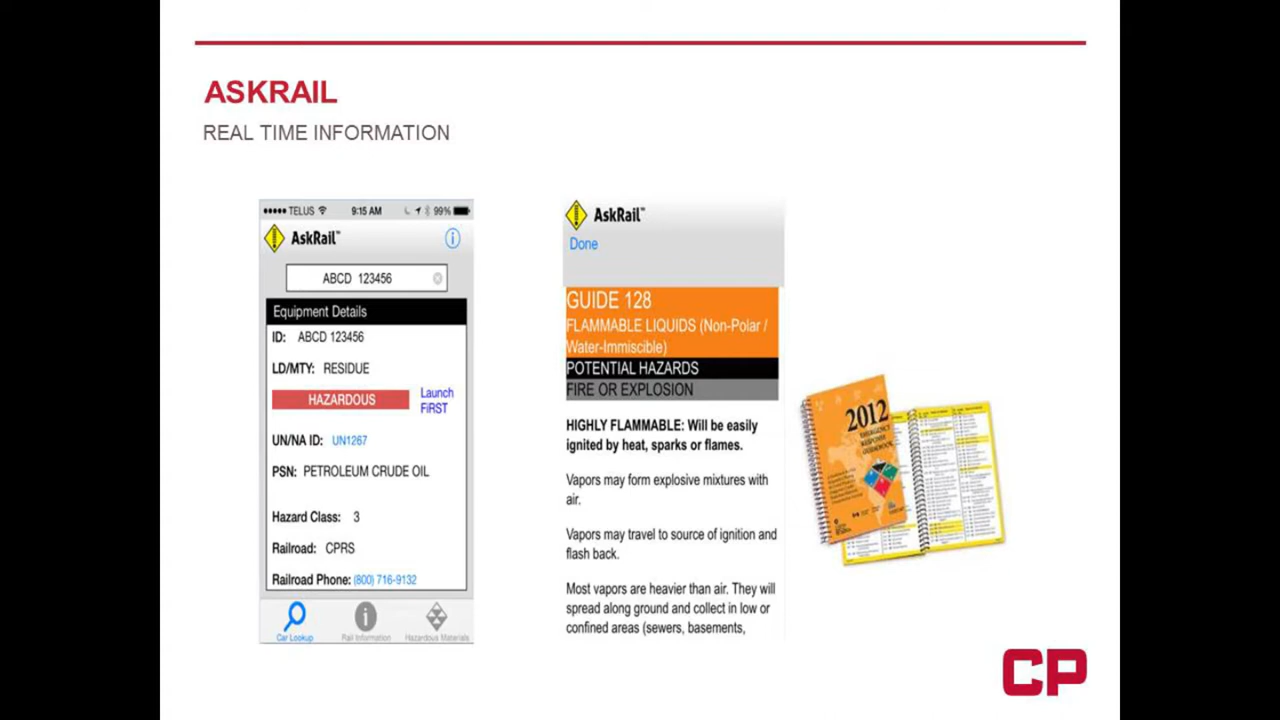 ASKRAIL
REAL TIME INFORMATION
TELUS 9:15 AM 99%
AskRail™
ABCD 123456
Equipment Details
ID: ABCD 123456
LD/MTY: RESIDUE
HAZARDOUS
Launch
FiRST
UN/NA ID: UN1267
PSN: PETROLEUM CRUDE OIL
Hazard Class: 3
Railroad: CPRS
Railroad Phone: (800) 716-9132
Car Lookup
Rail Information
Hazardous Materials
AskRail™
Done
GUIDE 128
FLAMMABLE LIQUIDS (Non-Polar /
Water-Immiscible)
POTENTIAL HAZARDS
FIRE OR EXPLOSION
HIGHLY FLAMMABLE: Will be easily
ignited by heat, sparks or flames.
Vapors may form explosive mixtures with
air.
Vapors may travel to source of ignition and
flash back.
Most vapors are heavier than air. They will
spread along ground and collect in low or
confined areas (sewers, basements,
2012
EMERGENCY
RESPONSE
GUIDEBOOK
CP